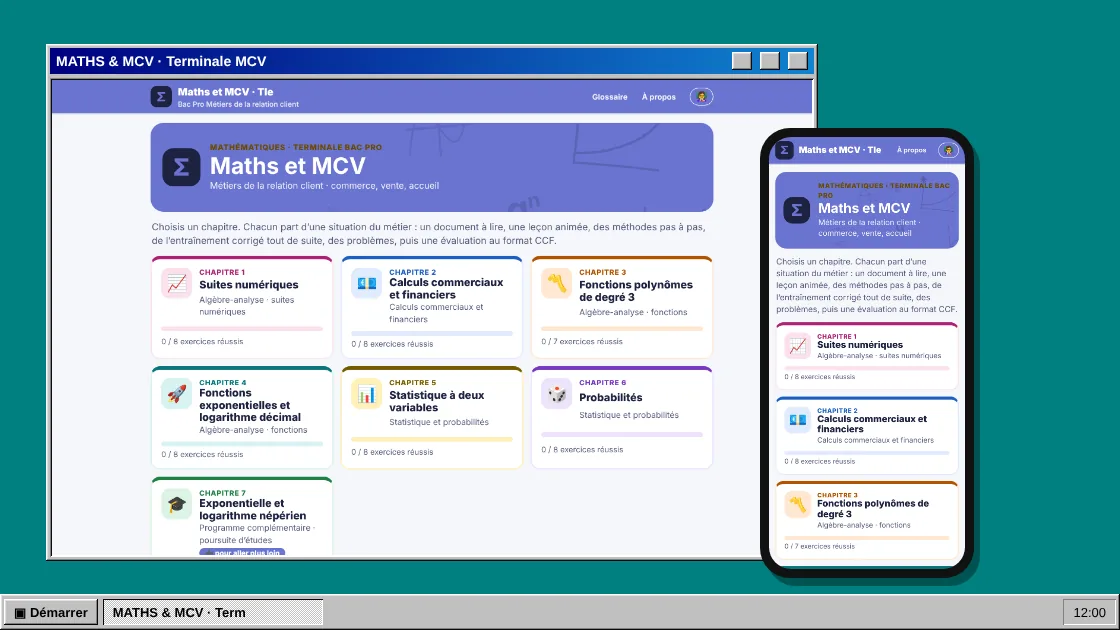 MATHS & MCV · Terminale MCV
Σ
Maths et MCV · Tle
Bac Pro Métiers de la relation client
Glossaire
À propos
MATHÉMATIQUES · TERMINALE BAC PRO
Σ
Maths et MCV
Métiers de la relation client · commerce, vente, accueil
Choisis un chapitre. Chacun part d'une situation du métier : un document à lire, une leçon animée, des méthodes pas à pas,
de l'entraînement corrigé tout de suite, des problèmes, puis une évaluation au format CCF.
CHAPITRE 1
Suites numériques
Algèbre-analyse · suites
numériques
0 / 8 exercices réussis
CHAPITRE 2
Calculs commerciaux
et financiers
Calculs commerciaux et
financiers
0 / 8 exercices réussis
CHAPITRE 3
Fonctions polynômes
de degré 3
Algèbre-analyse · fonctions
0 / 7 exercices réussis
CHAPITRE 4
Fonctions
exponentielles et
logarithme décimal
Algèbre-analyse · fonctions
0 / 8 exercices réussis
CHAPITRE 5
Statistique à deux
variables
Statistique et probabilités
0 / 8 exercices réussis
CHAPITRE 6
Probabilités
Statistique et probabilités
0 / 8 exercices réussis
CHAPITRE 7
Exponentielle et
logarithme népérien
Programme complémentaire ·
poursuite d'études
pour aller plus loin
Σ
Maths et MCV · Tle
À propos
MATHÉMATIQUES · TERMINALE BAC
PRO
Σ
Maths et MCV
Métiers de la relation client ·
commerce, vente, accueil
Choisis un chapitre. Chacun part d'une
situation du métier : un document à lire, une
leçon animée, des méthodes pas à pas, de
l'entraînement corrigé tout de suite, des
problèmes, puis une évaluation au format CCF.
CHAPITRE 1
Suites numériques
Algèbre-analyse · suites numériques
0 / 8 exercices réussis
CHAPITRE 2
Calculs commerciaux et
financiers
Calculs commerciaux et financiers
0 / 8 exercices réussis
CHAPITRE 3
Fonctions polynômes de
degré 3
Algèbre-analyse · fonctions
0 / 7 exercices réussis
Démarrer
MATHS & MCV · Term
12:00